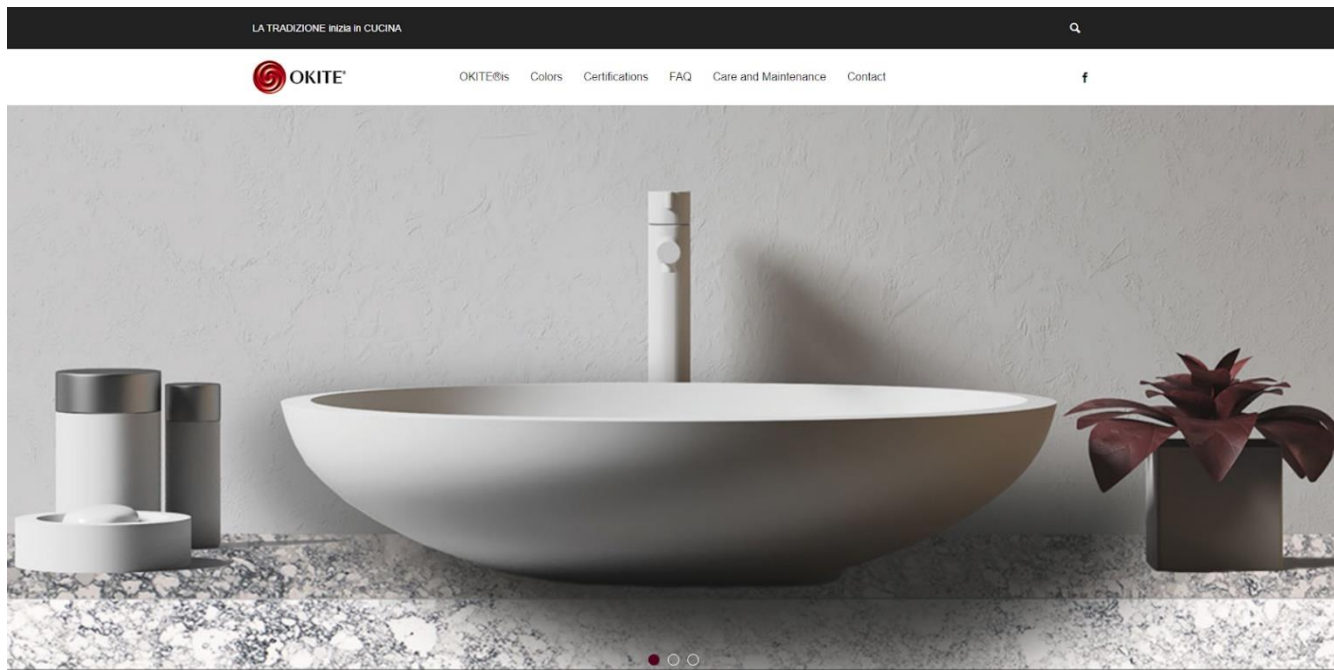 LA TRADIZIONE inizia in CUCINA
OKITE®
OKITE®is Colors Certifications FAQ Care and Maintenance Contact
f